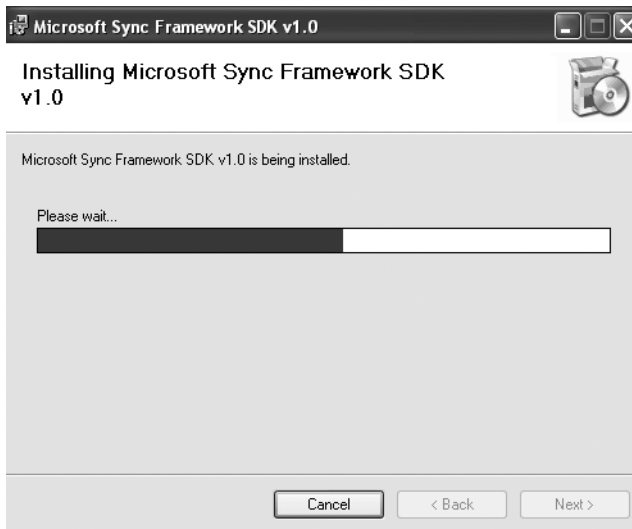 Microsoft Sync Framework SDK v1.0
Installing Microsoft Sync Framework SDK
v1.0
Microsoft Sync Framework SDK v1.0 is being installed.
Please wait...
Cancel
< Back
Next >